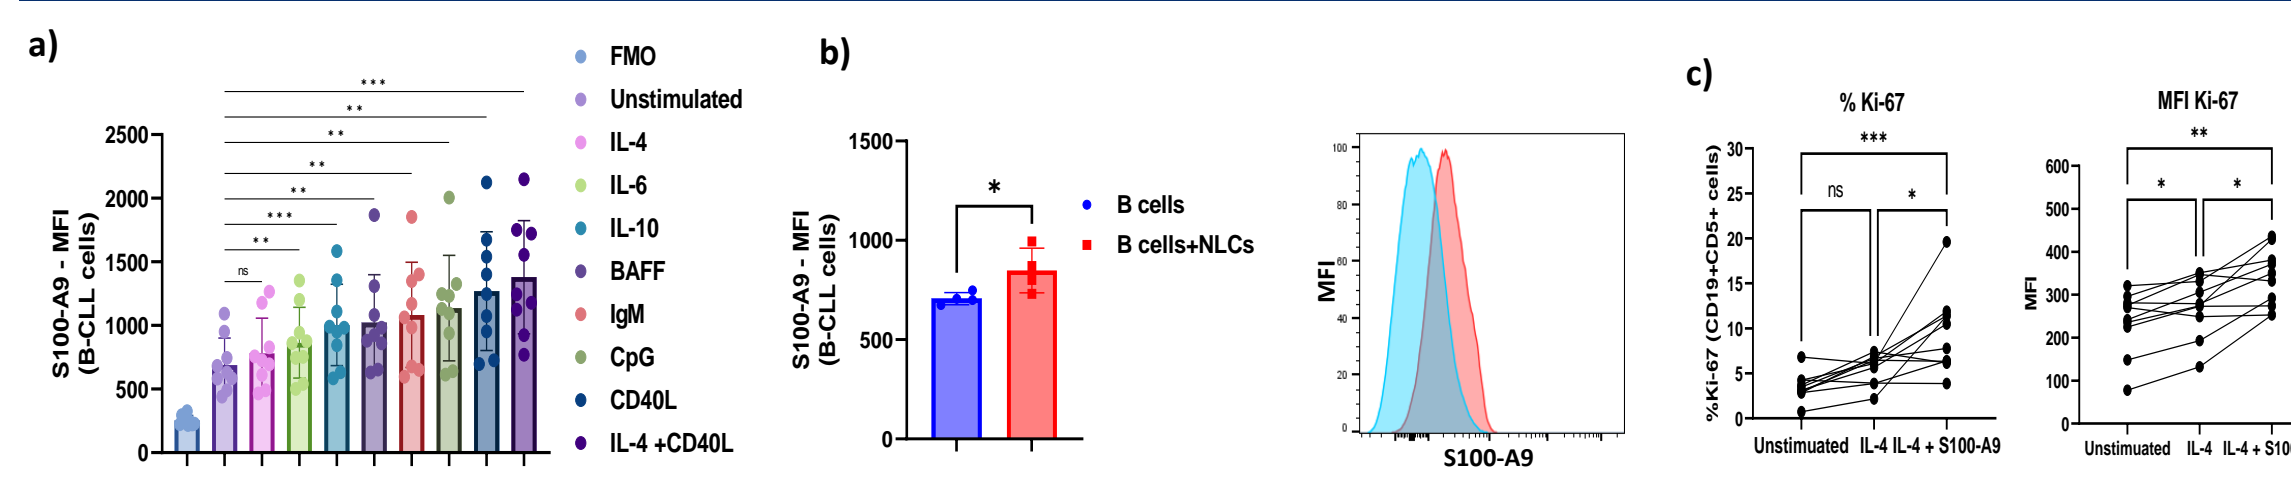 a)
S100-A9 - MFI
(B-CLL cells)
2500
2000
1500
1000
500
0
***
**
**
**
**
***
**
ns
FMO
Unstimulated
IL-4
IL-6
IL-10
BAFF
IgM
CpG
CD40L
IL-4 +CD40L
b)
S100-A9 - MFI
(B-CLL cells)
1500
1000
500
0
*
B cells
B cells+NLCs
MFI
100
80
60
40
20
0
S100-A9
c)
% Ki-67
%Ki-67 (CD19+CD5+ cells)
30
25
20
15
10
5
0
***
ns
*
Unstimuated IL-4 IL-4 + S100-A9
MFI Ki-67
MFI
600
500
400
300
200
100
0
**
*
*
Unstimuated IL-4 IL-4 + S10